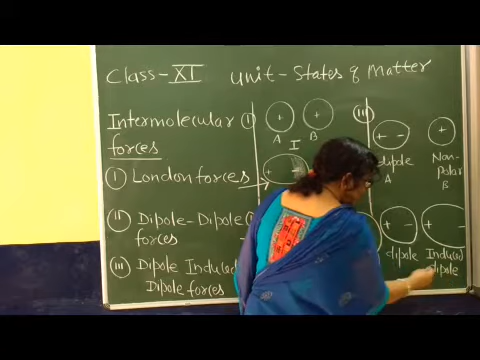 Class-XI Unit-States of Matter
Intermolecular
forces
(i) London forces
(ii) Dipole-Dipole
forces
(iii) Dipole Induced
Dipole forces
(i) + +
A B
I
+
(iii)
+ - +
dipole Non-
A Polar
B
+ - + -
dipole Induced
dipole